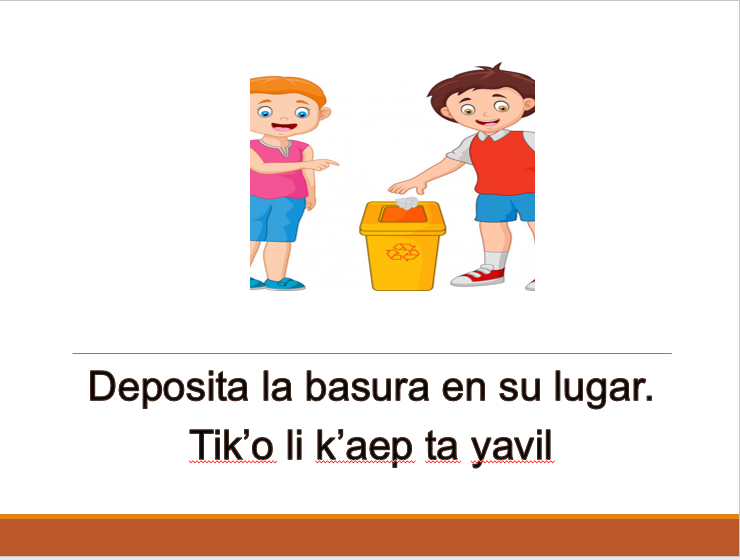 Deposita la basura en su lugar.
Tik’o li k’aep ta yavil